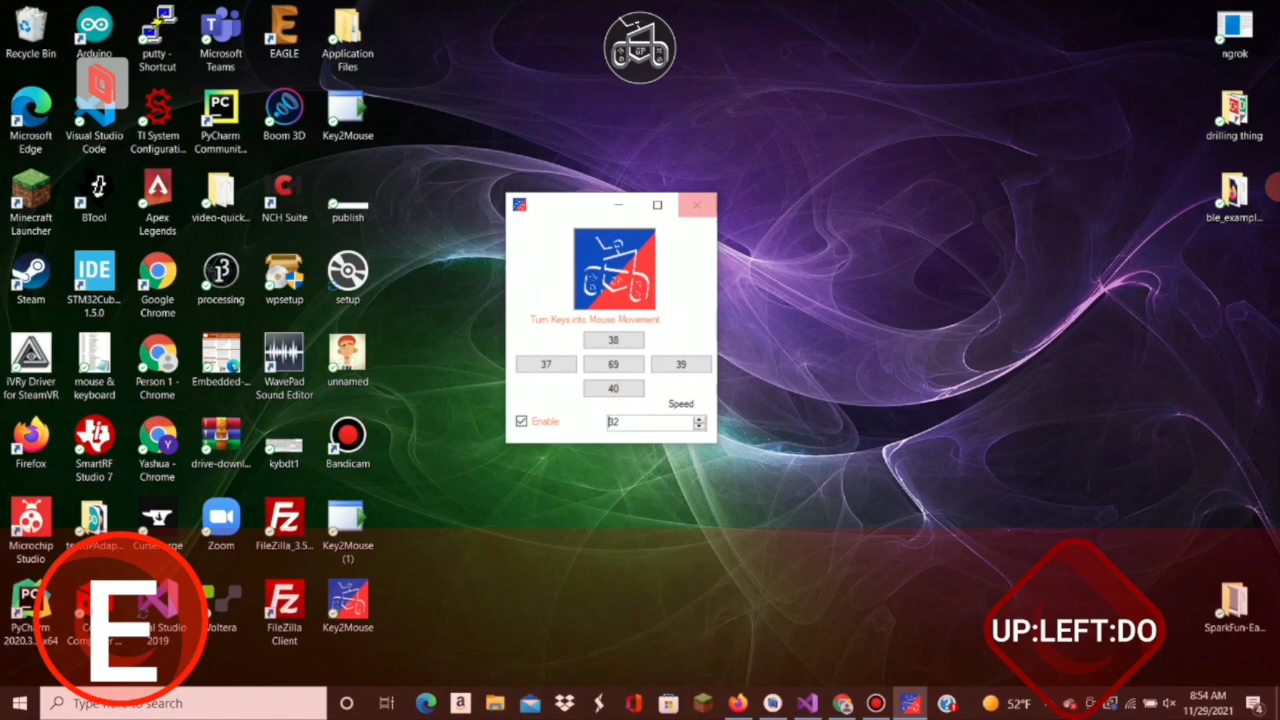 Recycle Bin
Arduino
putty -
Shortcut
Microsoft
Teams
EAGLE
Application
Files
Microsoft
Edge
Visual Studio
Code
TI System
Configurati...
PyCharm
Communit...
Boom 3D
Key2Mouse
Minecraft
Launcher
BTool
Apex
Legends
video-quick...
NCH Suite
publish
Steam
STM32Cub...
1.5.0
Google
Chrome
processing
wpsetup
setup
iVRy Driver
for SteamVR
mouse &
keyboard
Person 1 -
Chrome
Embedded-...
WavePad
Sound Editor
unnamed
Firefox
SmartRF
Studio 7
Yashua -
Chrome
drive-downl...
kybdt1
Bandicam
Microchip
Studio
Zoom
FileZilla_3.5...
Key2Mouse
(1)
PyCharm
2020.3...x64
2019
Voltera
FileZilla
Client
Key2Mouse
ngrok
drilling thing
ble_exampl...
SparkFun-Ea...
GP
PC
IDE
Turn Keys into Mouse Movement
38
37
69
39
40
Speed
Enable
32
E
UP:LEFT:DO
Type here to search
52°F
8:54 AM
11/29/2021
4